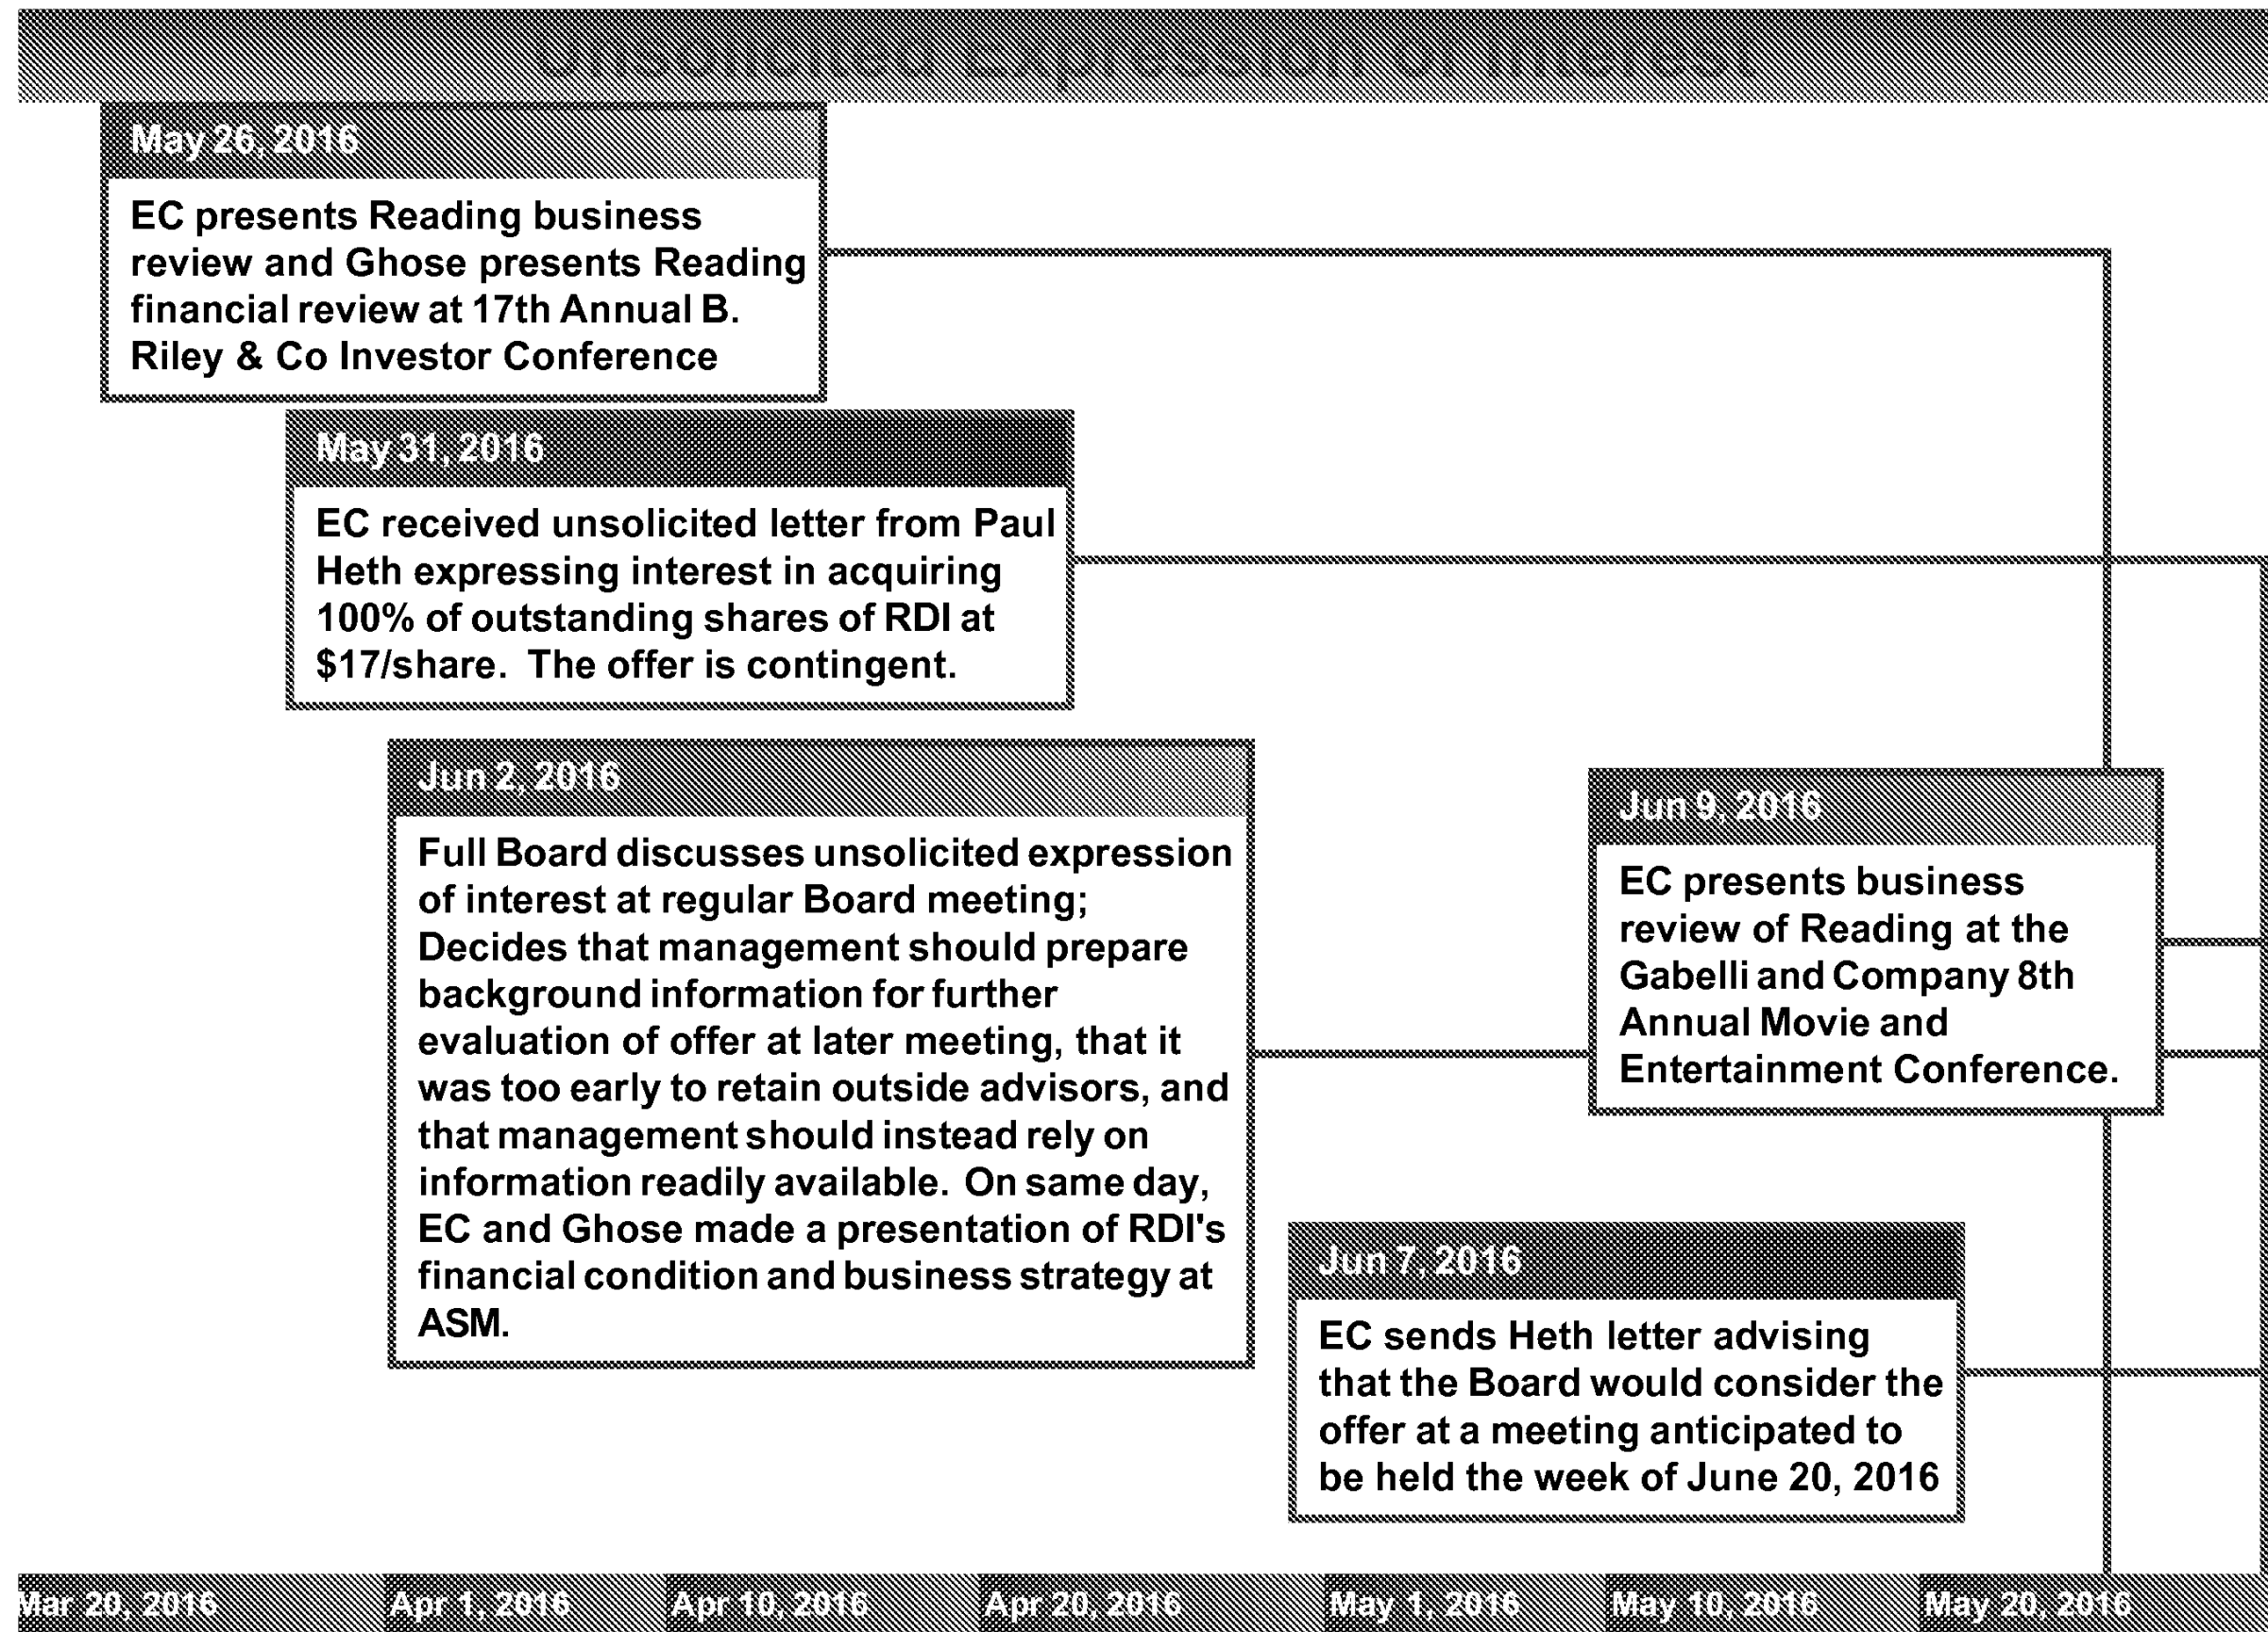 Unsolicited Expression of Interest
May 26, 2016
EC presents Reading business
review and Ghose presents Reading
financial review at 17th Annual B.
Riley & Co Investor Conference
May 31, 2016
EC received unsolicited letter from Paul
Heth expressing interest in acquiring
100% of outstanding shares of RDI at
$17/share.  The offer is contingent.
Jun 2, 2016
Full Board discusses unsolicited expression
of interest at regular Board meeting;
Decides that management should prepare
background information for further
evaluation of offer at later meeting, that it
was too early to retain outside advisors, and
that management should instead rely on
information readily available.  On same day,
EC and Ghose made a presentation of RDI's
financial condition and business strategy at
ASM.
Jun 9, 2016
EC presents business
review of Reading at the
Gabelli and Company 8th
Annual Movie and
Entertainment Conference.
Jun 7, 2016
EC sends Heth letter advising
that the Board would consider the
offer at a meeting anticipated to
be held the week of June 20, 2016
Mar 20, 2016 Apr 1, 2016 Apr 10, 2016 Apr 20, 2016 May 1, 2016 May 10, 2016 May 20, 2016